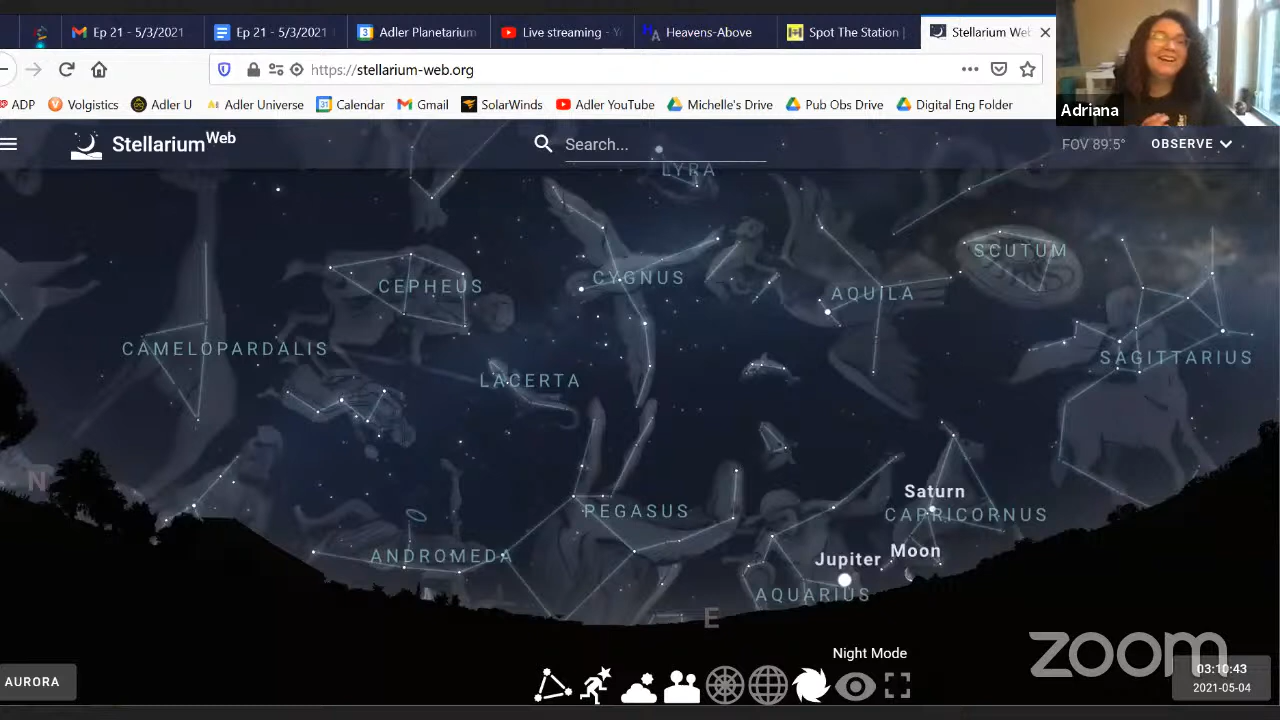 Ep 21 - 5/3/2021
Ep 21 - 5/3/2021
Adler Planetarium
Live streaming - Y
Heavens-Above
Spot The Station |
Stellarium Web
https://stellarium-web.org
ADP
Volgistics
Adler U
Adler Universe
Calendar
Gmail
SolarWinds
Adler YouTube
Michelle's Drive
Pub Obs Drive
Digital Eng Folder
Adriana
Stellarium Web
Search...
FOV 89.5°
OBSERVE
LYRA
CEPHEUS
CYGNUS
AQUILA
SCUTUM
CAMELOPARDALIS
LACERTA
SAGITTARIUS
N
PEGASUS
Saturn
CAPRICORNUS
ANDROMEDA
Jupiter
Moon
AQUARIUS
E
Night Mode
AURORA
zoom
03:10:43
2021-05-04